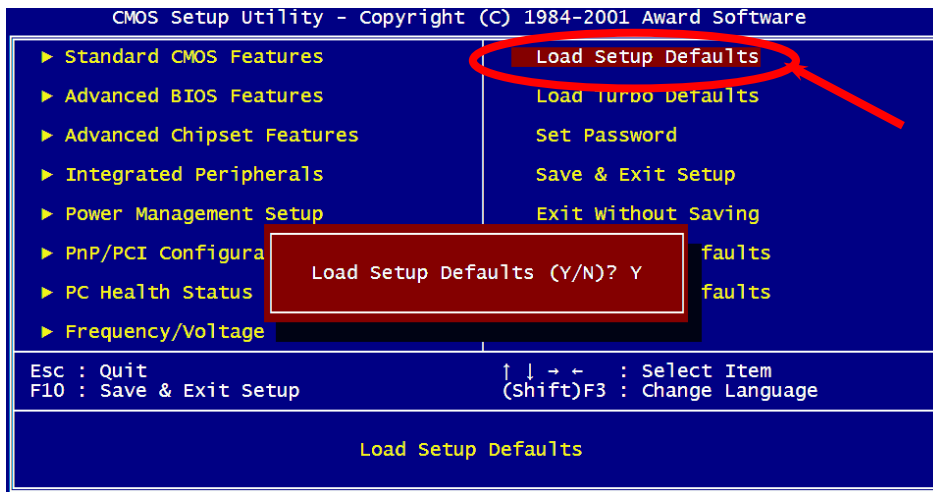 CMOS Setup Utility - Copyright (C) 1984-2001 Award Software
► Standard CMOS Features
► Advanced BIOS Features
► Advanced Chipset Features
► Integrated Peripherals
► Power Management Setup
► PnP/PCI Configura
► PC Health Status
► Frequency/Voltage
Load Setup Defaults
Load Turbo Defaults
Set Password
Save & Exit Setup
Exit Without Saving
faults
faults
Load Setup Defaults (Y/N)? Y
Esc : Quit
F10 : Save & Exit Setup
↑ ↓ → ← : Select Item
(Shift)F3 : Change Language
Load Setup Defaults